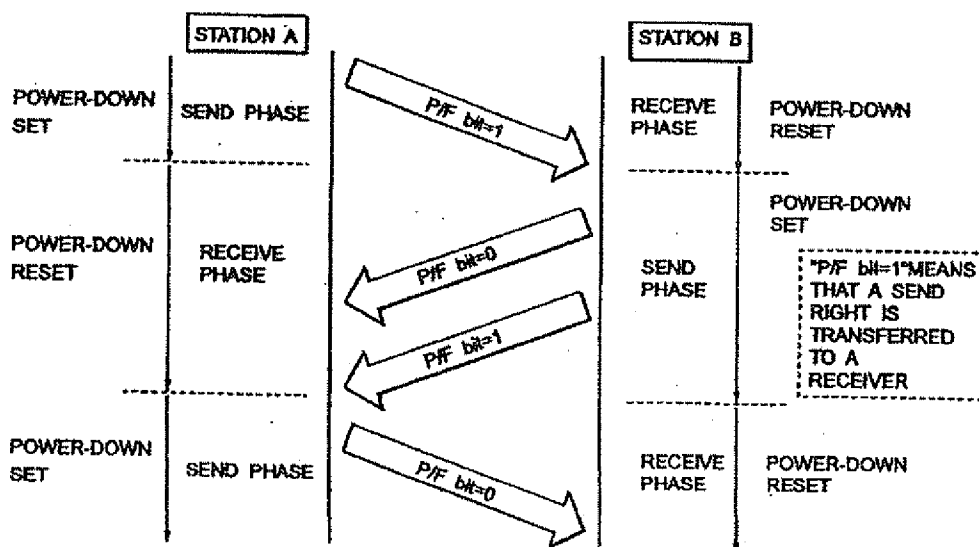 STATION A
STATION B
POWER-DOWN
SET
SEND PHASE
P/F bit=1
RECEIVE
PHASE
POWER-DOWN
RESET
POWER-DOWN
SET
POWER-DOWN
RESET
RECEIVE
PHASE
P/F bit=0
SEND
PHASE
"P/F bit=1"MEANS
THAT A SEND
RIGHT IS
TRANSFERRED
TO A
RECEIVER
P/F bit=1
POWER-DOWN
SET
SEND PHASE
P/F bit=0
RECEIVE
PHASE
POWER-DOWN
RESET